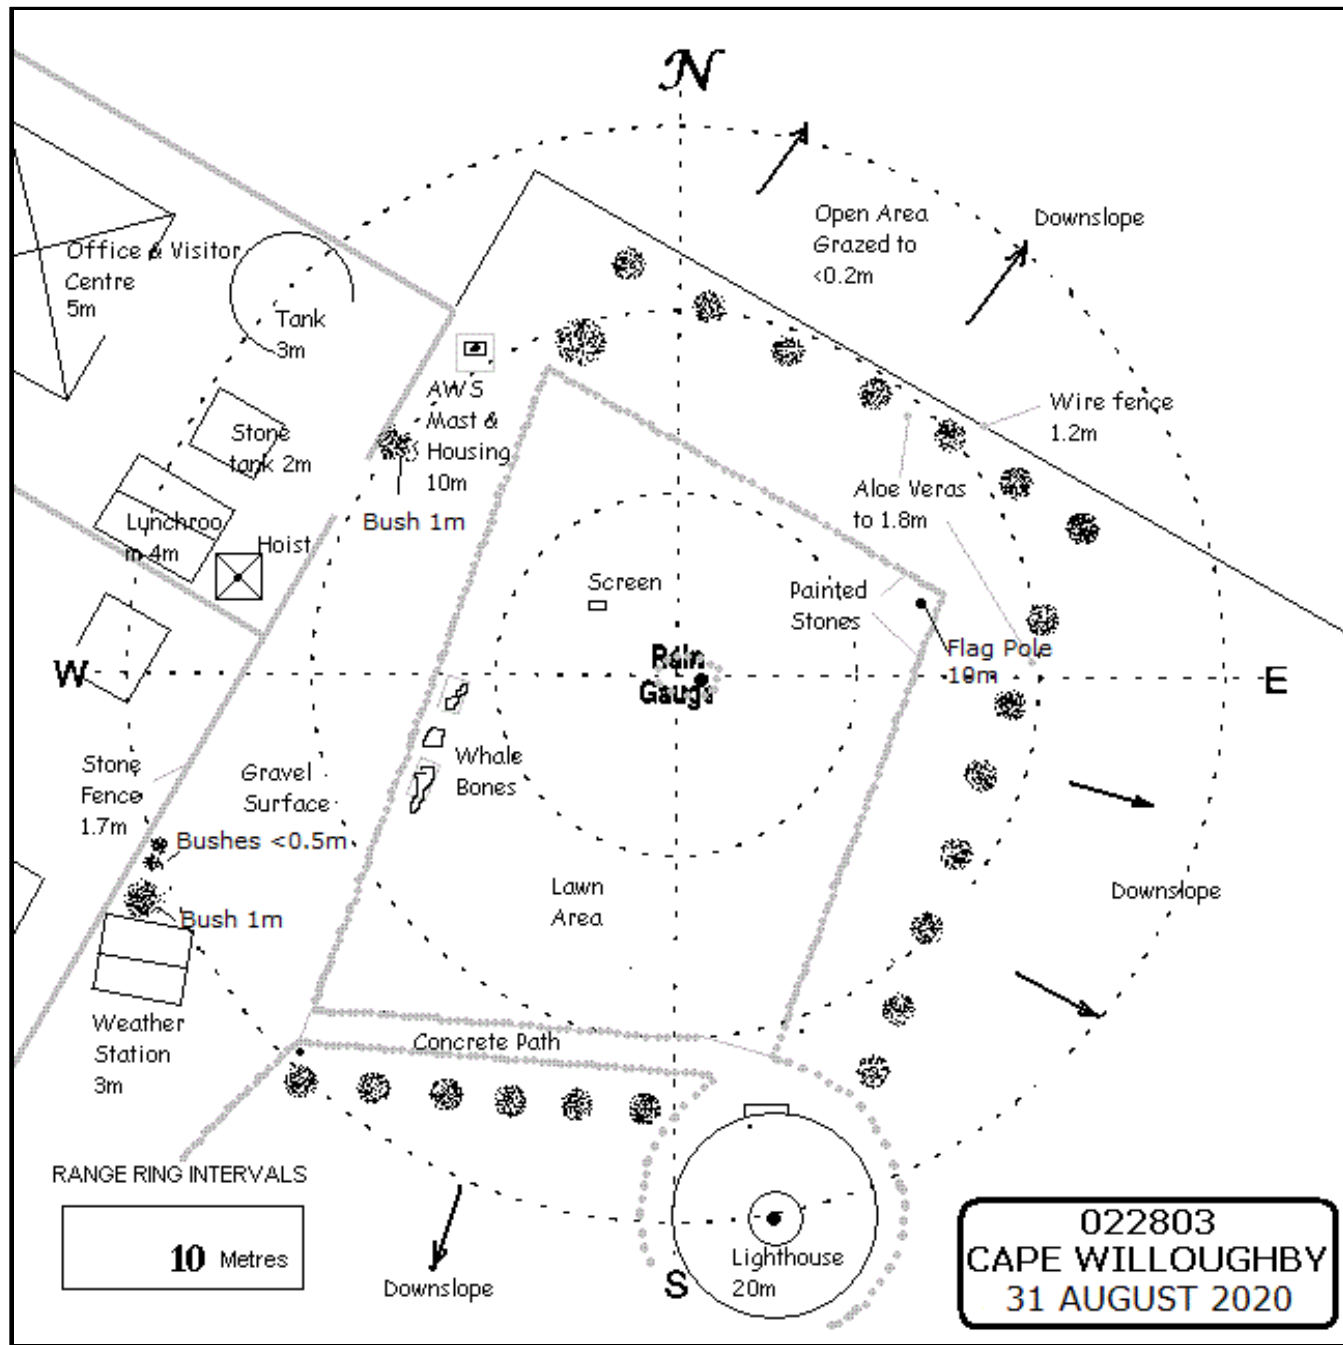 N
Open Area
Grazed to
<0.2m
Downslope
Office & Visitor
Centre
5m
Tank
3m
AWS
Mast &
Housing
10m
Wire fence
1.2m
Stone
tank 2m
Aloe Veras
to 1.8m
Bush 1m
Lynchroo
m 4m
Hoist
Screen
Painted
Stones
Rain
Gauge
Flag Pole
10m
W
E
Whale
Bones
Stone
Fence
1.7m
Gravel
Surface
Bushes <0.5m
Bush 1m
Lawn
Area
Downslope
Weather
Station
3m
Concrete Path
RANGE RING INTERVALS
10 Metres
Downslope
S
Lighthouse
20m
022803
CAPE WILLOUGHBY
31 AUGUST 2020